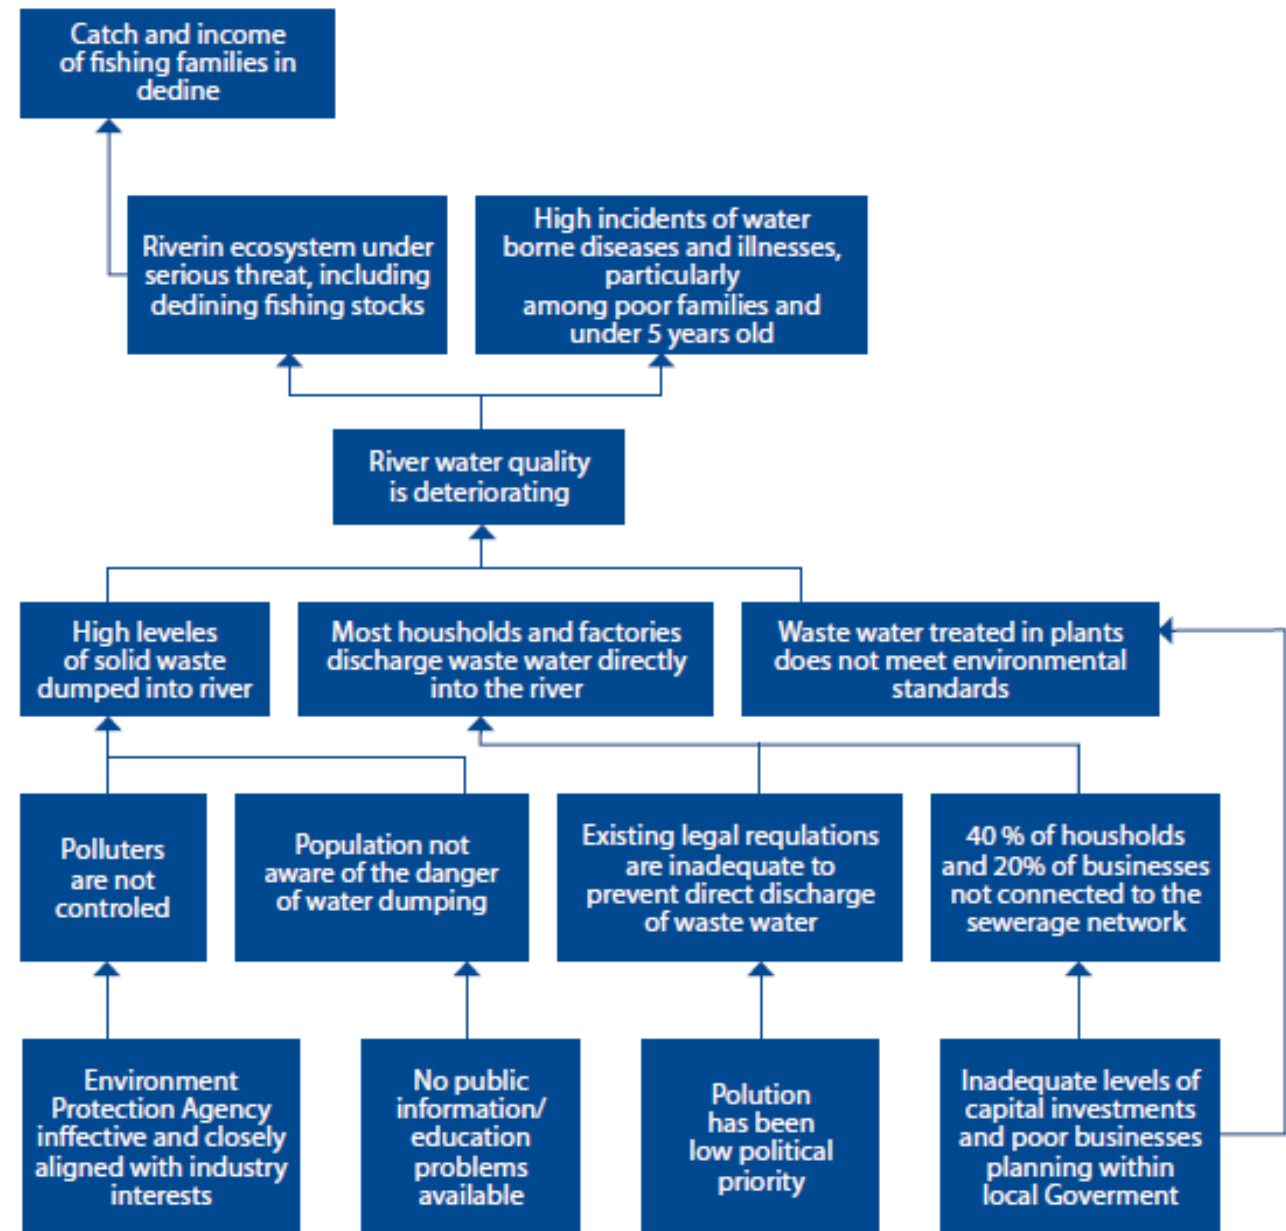 Catch and income
of fishing families in
dedine
Riverin ecosystem under
serious threat, including
dedining fishing stocks
High incidents of water
borne diseases and illnesses,
particularly
among poor families and
under 5 years old
River water quality
is deteriorating
High leveles
of solid waste
dumped into river
Most housholds and factories
discharge waste water directly
into the river
Waste water treated in plants
does not meet environmental
standards
Polluters
are not
controled
Population not
aware of the danger
of water dumping
Existing legal requlations
are inadequate to
prevent direct discharge
of waste water
40 % of housholds
and 20% of businesses
not connected to the
sewerage network
Environment
Protection Agency
inffective and closely
aligned with industry
interests
No public
information/
education
problems
available
Polution
has been
low political
priority
Inadequate levels of
capital investments
and poor businesses
planning within
local Goverment